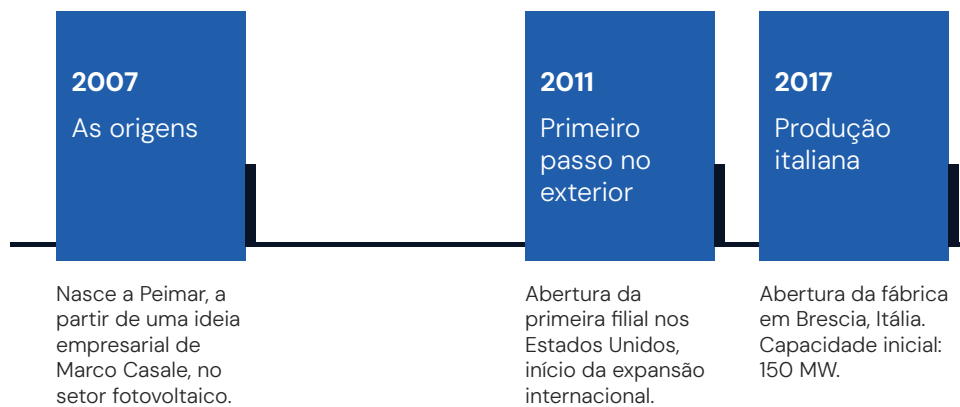 2007
As origens
Nasce a Peimar, a
partir de uma ideia
empresarial de
Marco Casale, no
setor fotovoltaico.
2011
Primeiro
passo no
exterior
Abertura da
primeira filial nos
Estados Unidos,
início da expansão
internacional.
2017
Produção
italiana
Abertura da fábrica
em Brescia, Itália.
Capacidade inicial:
150 MW.